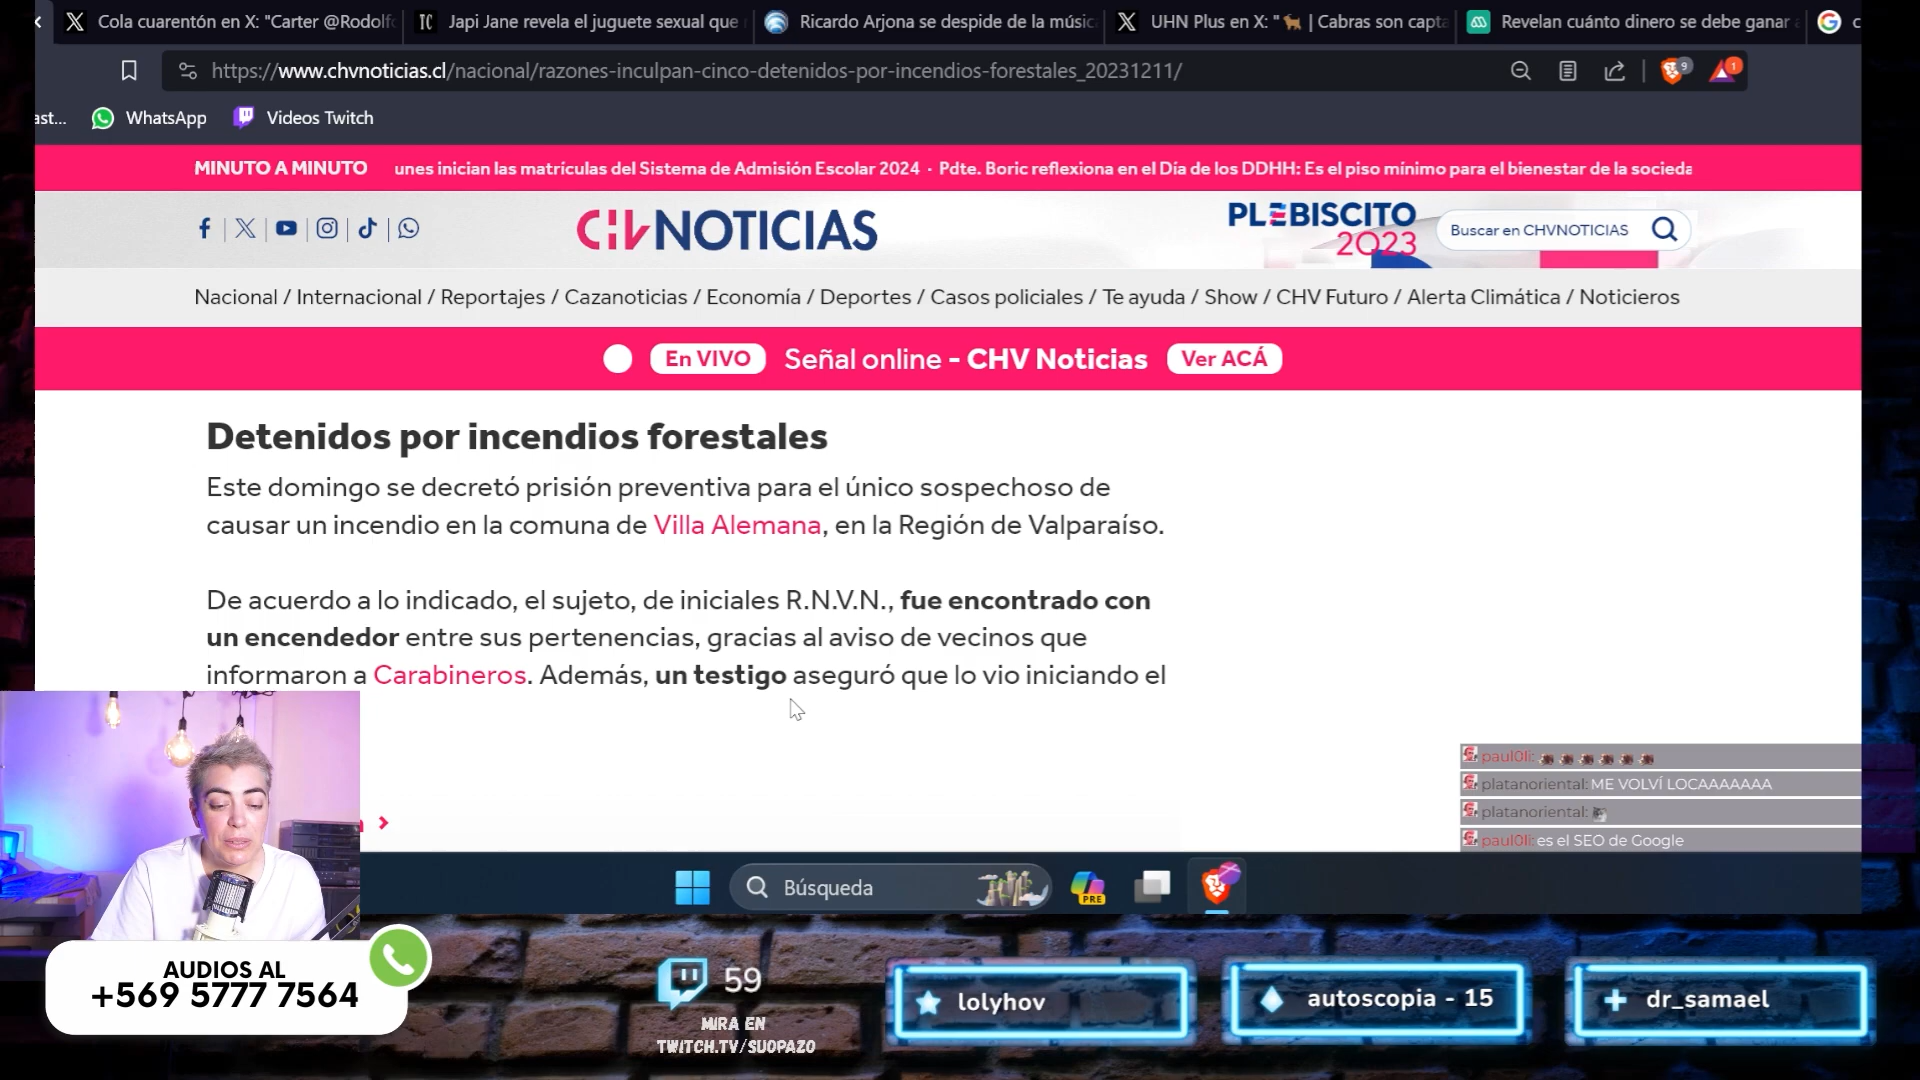 Cola cuarentón en X: "Carter @Rodolf
Japi Jane revela el juguete sexual que
Ricardo Arjona se despide de la músic
UHN Plus en X: "🐐 | Cabras son capta
Revelan cuánto dinero se debe ganar a
c
https://www.chvnoticias.cl/nacional/razones-inculpan-cinco-detenidos-por-incendios-forestales_20231211/
9
1
ast...
WhatsApp
Videos Twitch
MINUTO A MINUTO
unes inician las matrículas del Sistema de Admisión Escolar 2024 · Pdte. Boric reflexiona en el Día de los DDHH: Es el piso mínimo para el bienestar de la socieda
CHVNOTICIAS
PLEBISCITO
2023
Buscar en CHVNOTICIAS
Nacional / Internacional / Reportajes / Cazanoticias / Economía / Deportes / Casos policiales / Te ayuda / Show / CHV Futuro / Alerta Climática / Noticieros
En VIVO
Señal online - CHV Noticias
Ver ACÁ
Detenidos por incendios forestales
Este domingo se decretó prisión preventiva para el único sospechoso de
causar un incendio en la comuna de Villa Alemana, en la Región de Valparaíso.
De acuerdo a lo indicado, el sujeto, de iniciales R.N.V.N., fue encontrado con
un encendedor entre sus pertenencias, gracias al aviso de vecinos que
informaron a Carabineros. Además, un testigo aseguró que lo vio iniciando el
paul0li:
platanoriental: ME VOLVÍ LOCAAAAAAA
platanoriental:
paul0li: es el SEO de Google
Búsqueda
PRE
AUDIOS AL
+569 5777 7564
59
MIRA EN
TWITCH.TV/SUOPAZO
lolyhov
autoscopia - 15
dr_samael